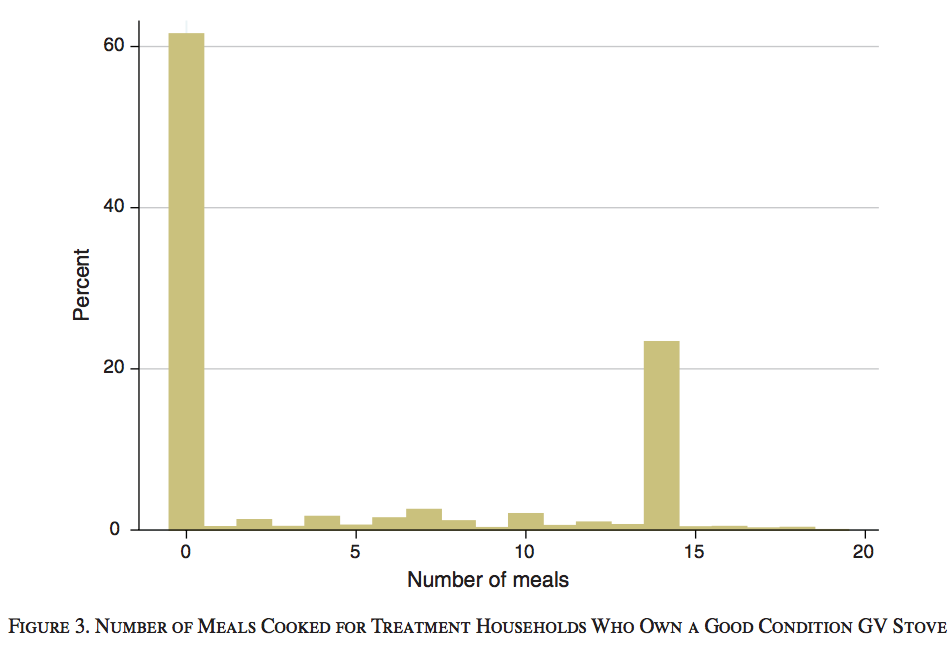 60
40
20
0
Percent
0 5 10 15 20
Number of meals
FIGURE 3. NUMBER OF MEALS COOKED FOR TREATMENT HOUSEHOLDS WHO OWN A GOOD CONDITION GV STOVE